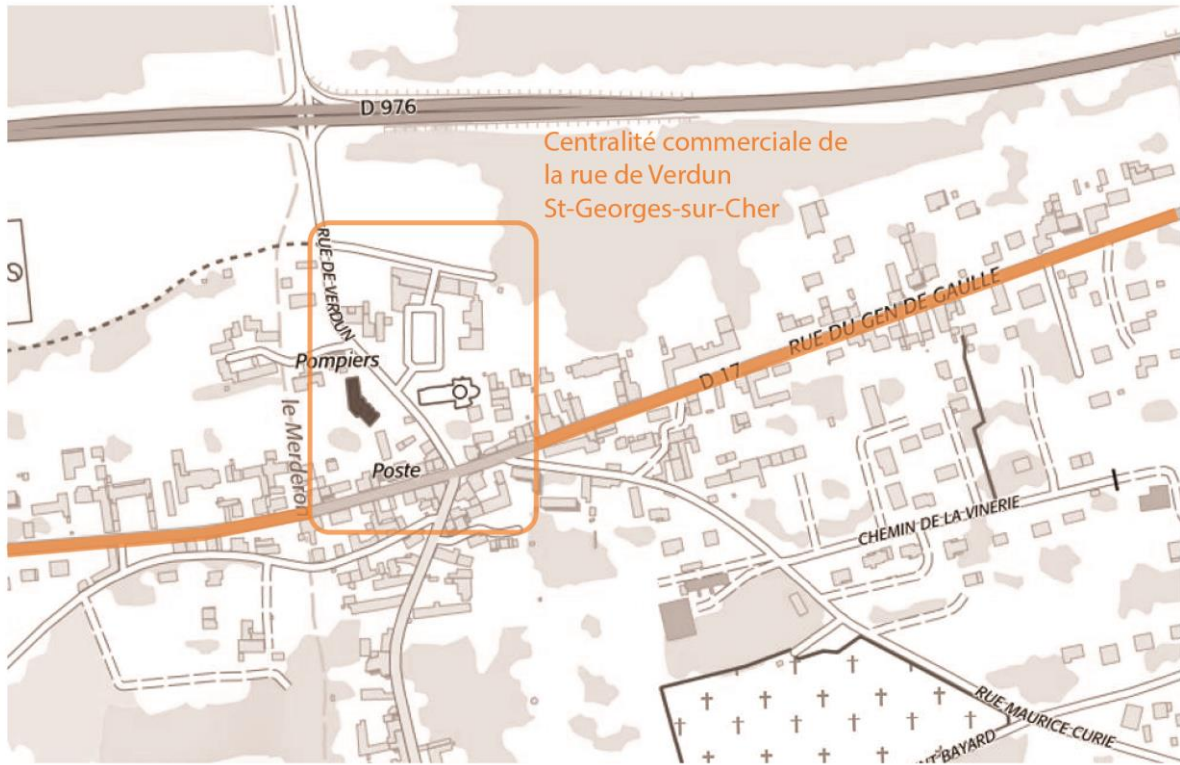 D 976
Centralité commerciale de
la rue de Verdun
St-Georges-sur-Cher
RUE DE VERDUN
RUE DU GEN DE GAULLE
Pompiers
D 17
le Merderon
Poste
CHEMIN DE LA VINERIE
RUE MAURICE CURIE
BAYARD